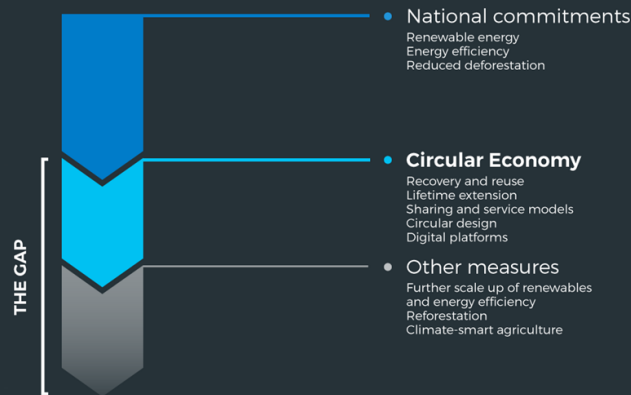 National commitments
Renewable energy
Energy efficiency
Reduced deforestation
THE GAP
Circular Economy
Recovery and reuse
Lifetime extension
Sharing and service models
Circular design
Digital platforms
Other measures
Further scale up of renewables
and energy efficiency
Reforestation
Climate-smart agriculture